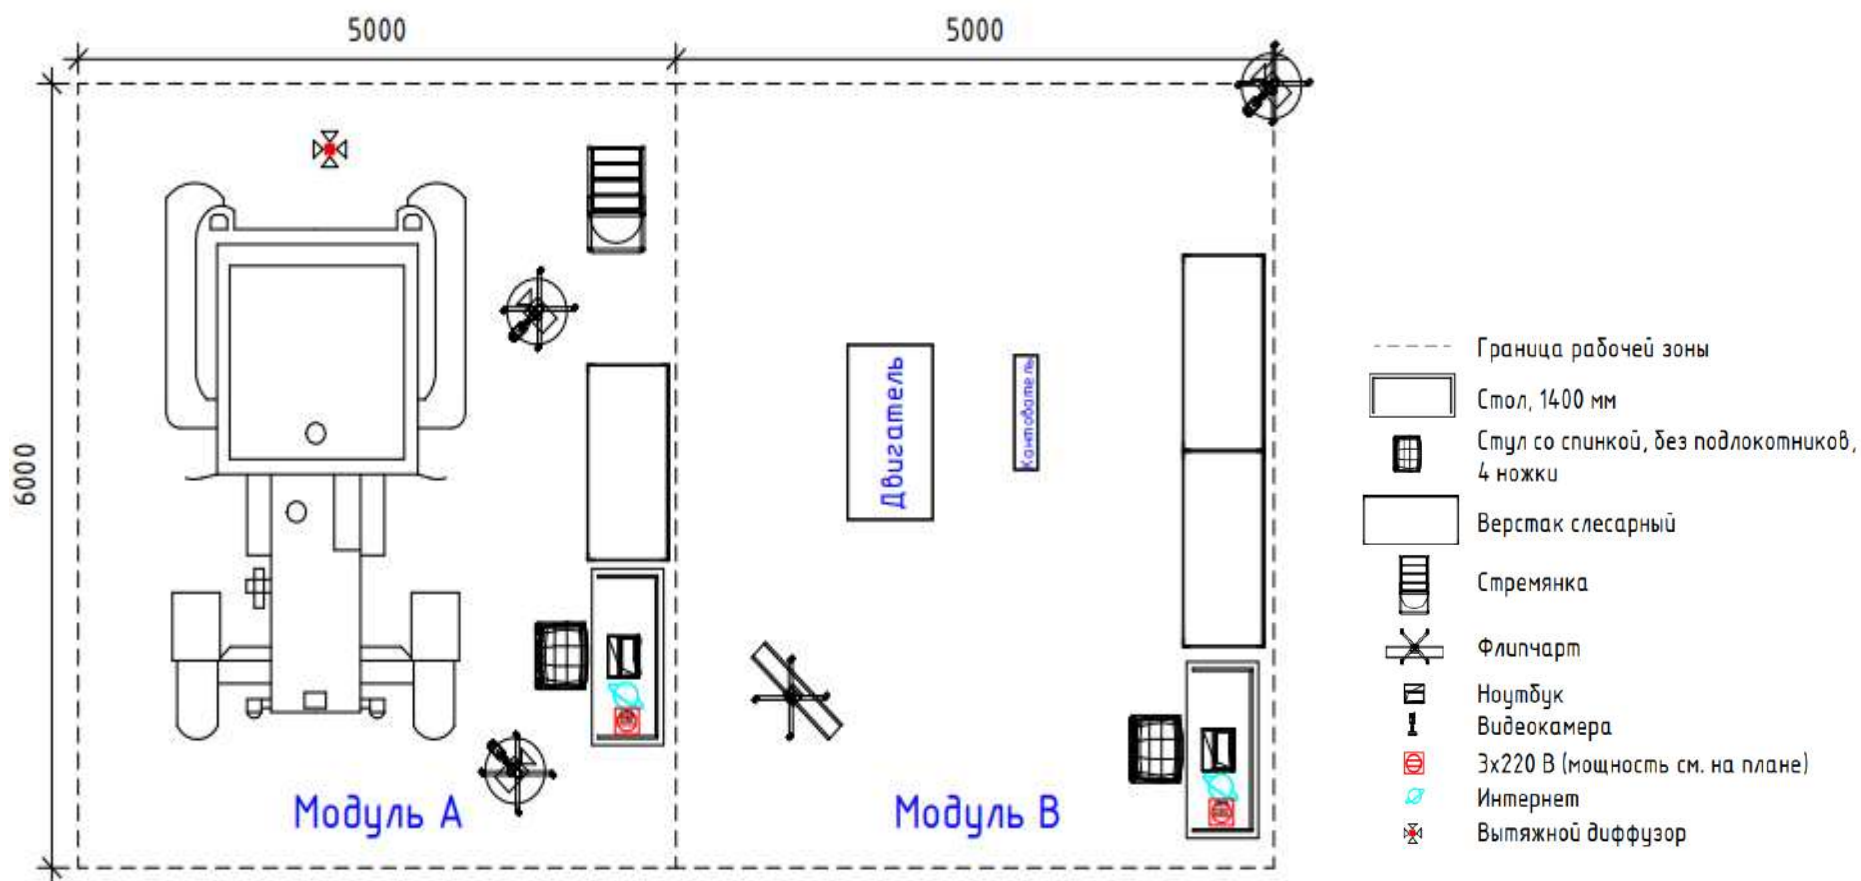 5000
5000
6000
Двигатель
Кантователь
Модуль А
Модуль В
Граница рабочей зоны
Стол, 1400 мм
Стул со спинкой, без подлокотников,
4 ножки
Верстак слесарный
Стремянка
Флипчарт
Ноутбук
Видеокамера
3х220 В (мощность см. на плане)
Интернет
Вытяжной диффузор